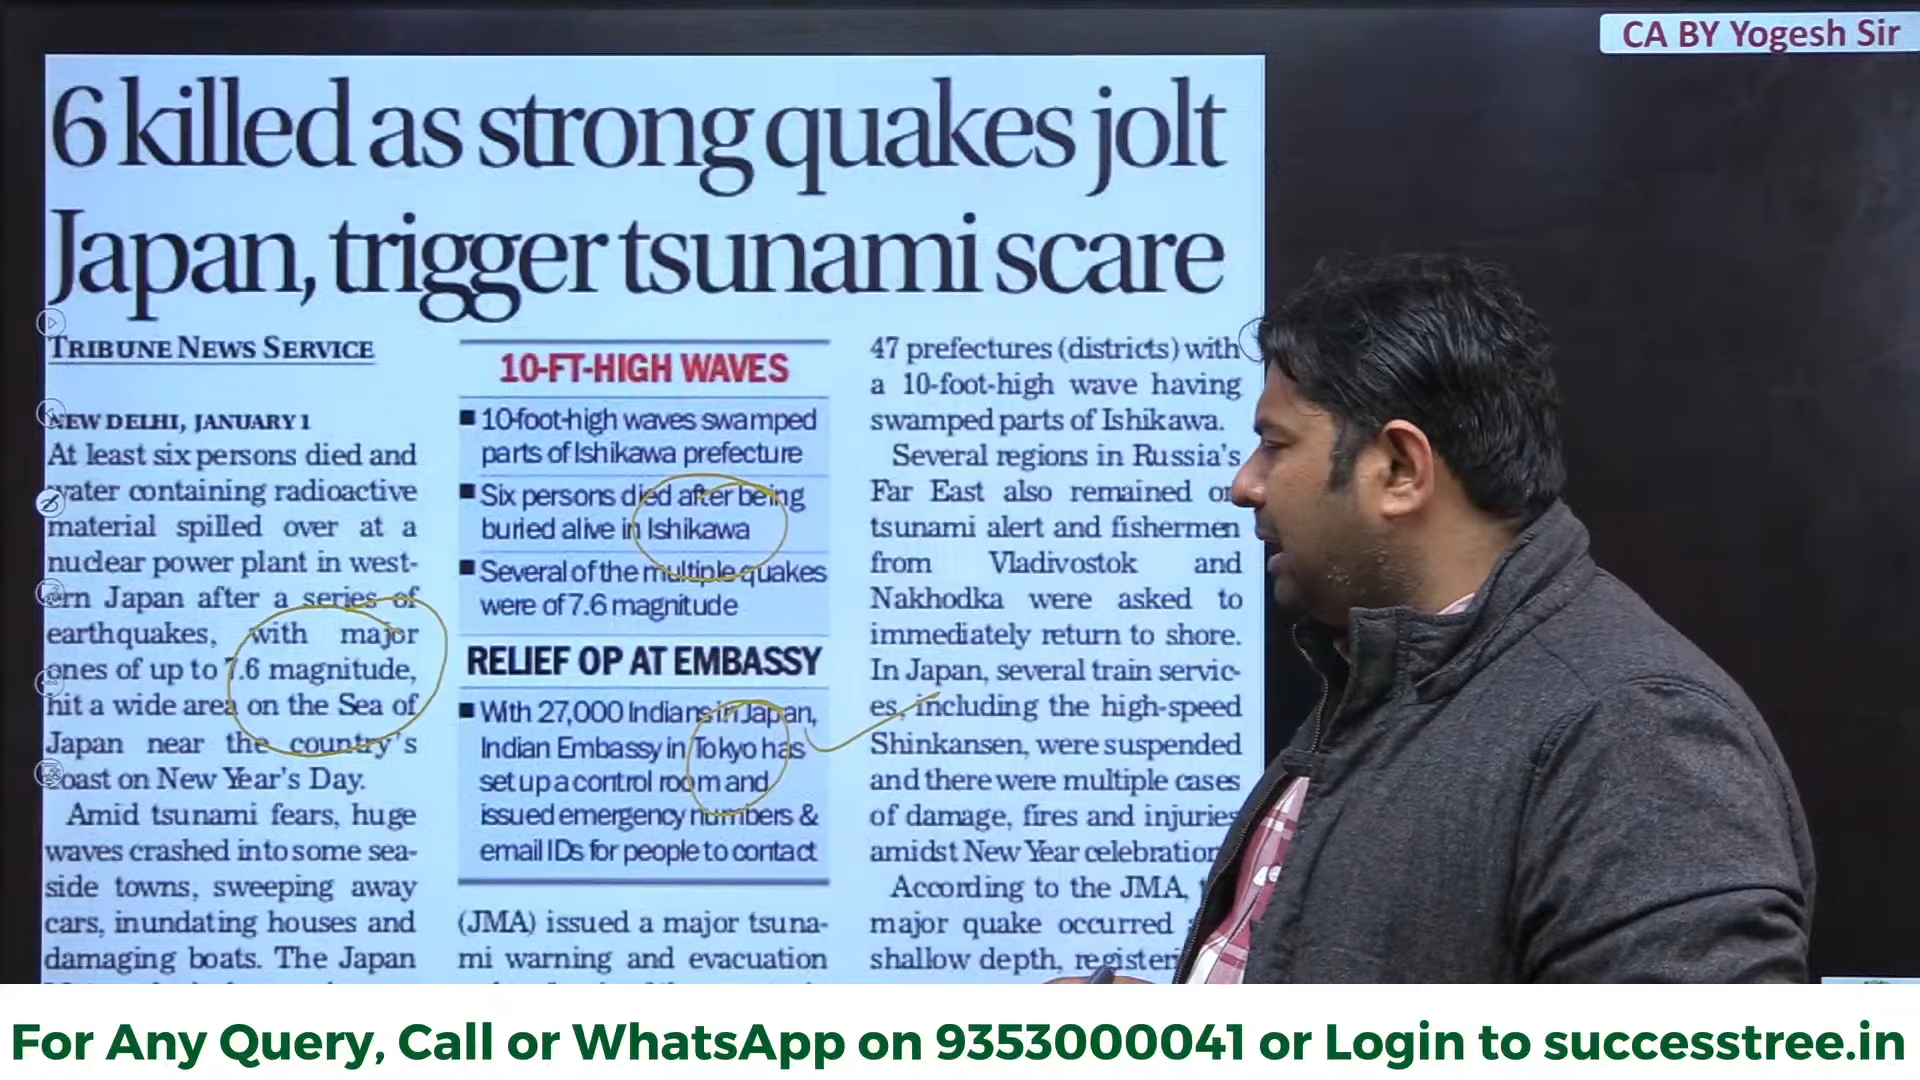 CA BY Yogesh Sir
6 killed as strong quakes jolt
Japan, trigger tsunami scare
TRIBUNE NEWS SERVICE
NEW DELHI, JANUARY 1
At least six persons died and
water containing radioactive
material spilled over at a
nuclear power plant in west-
ern Japan after a series of
earthquakes, with major
ones of up to 7.6 magnitude,
hit a wide area on the Sea of
Japan near the country's
coast on New Year's Day.
Amid tsunami fears, huge
waves crashed into some sea-
side towns, sweeping away
cars, inundating houses and
damaging boats. The Japan
10-FT-HIGH WAVES
10-foot-high waves swamped
parts of Ishikawa prefecture
Six persons died after being
buried alive in Ishikawa
Several of the multiple quakes
were of 7.6 magnitude
RELIEF OP AT EMBASSY
With 27,000 Indians in Japan,
Indian Embassy in Tokyo has
set up a control room and
issued emergency numbers &
email IDs for people to contact
(JMA) issued a major tsuna-
mi warning and evacuation
47 prefectures (districts) with
a 10-foot-high wave having
swamped parts of Ishikawa.
Several regions in Russia's
Far East also remained on
tsunami alert and fishermen
from Vladivostok and
Nakhodka were asked to
immediately return to shore.
In Japan, several train servic-
es, including the high-speed
Shinkansen, were suspended
and there were multiple cases
of damage, fires and injuries
amidst New Year
According to the JMA,
major quake occurred
shallow depth,
For Any Query, Call or WhatsApp on 9353000041 or Login to successtree.in